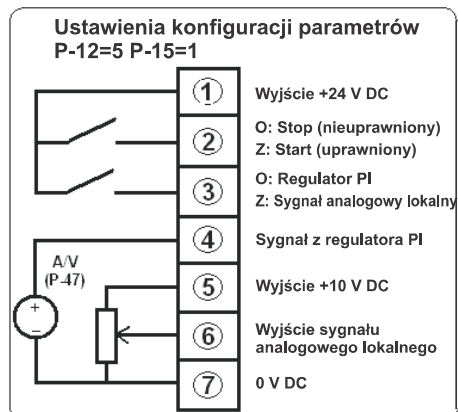 Ustawienia konfiguracji parametrów
P-12=5 P-15=1
1 Wyjście +24 V DC
2 O: Stop (nieuprawniony)
Z: Start (uprawniony)
3 O: Regulator PI
Z: Sygnał analogowy lokalny
4 Sygnał z regulatora PI
A/V
(P-47)
+
−
5 Wyjście +10 V DC
6 Wyjście sygnału
analogowego lokalnego
7 0 V DC